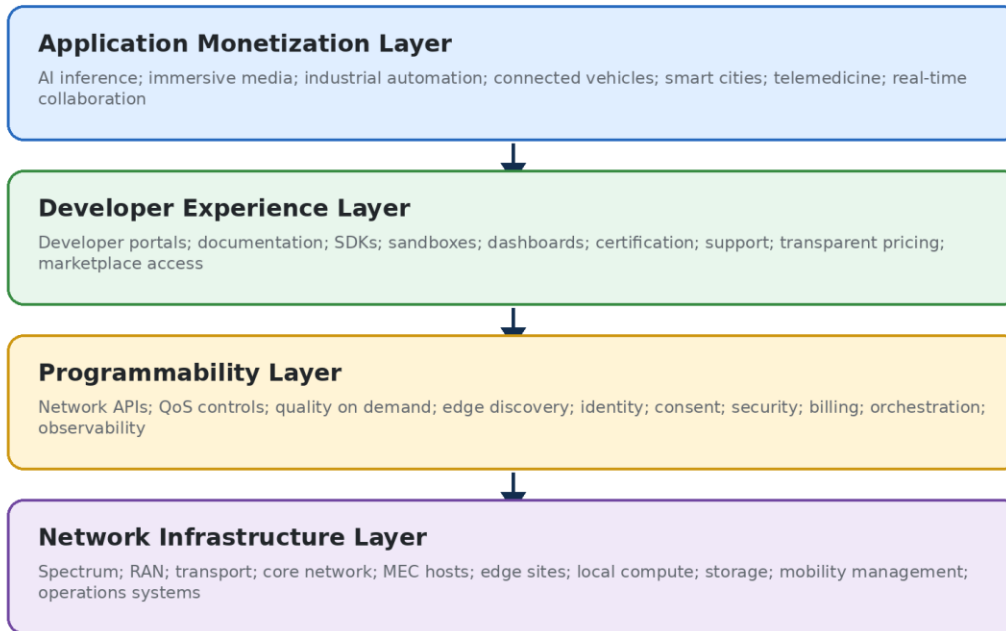 Application Monetization Layer
AI inference; immersive media; industrial automation; connected vehicles; smart cities; telemedicine; real-time
collaboration
Developer Experience Layer
Developer portals; documentation; SDKs; sandboxes; dashboards; certification; support; transparent pricing;
marketplace access
Programmability Layer
Network APIs; QoS controls; quality on demand; edge discovery; identity; consent; security; billing; orchestration;
observability
Network Infrastructure Layer
Spectrum; RAN; transport; core network; MEC hosts; edge sites; local compute; storage; mobility management;
operations systems